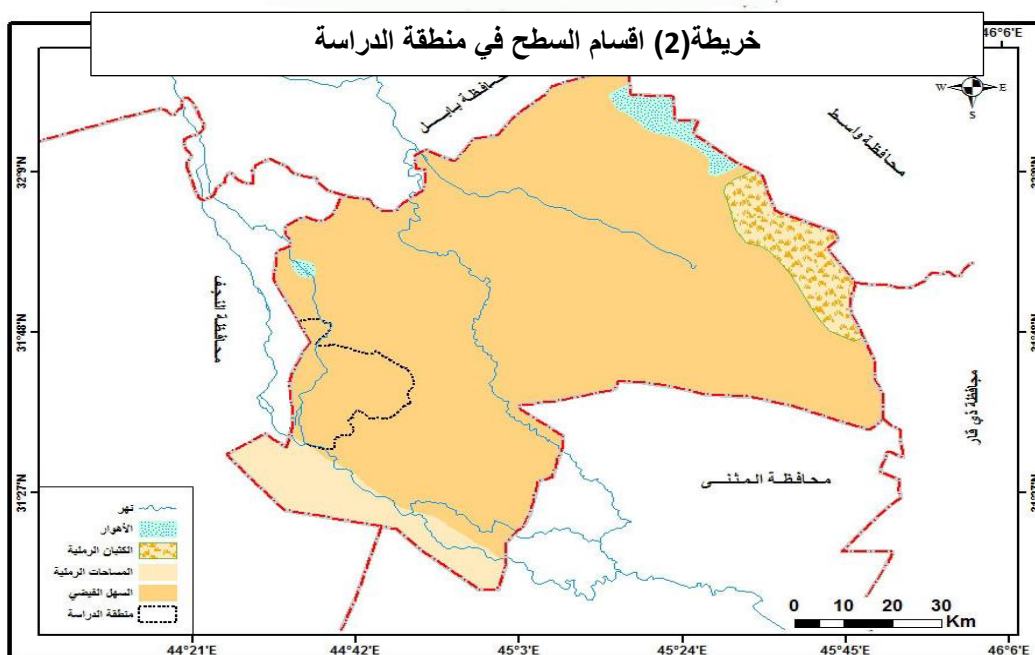 خريطة(2) اقسام السطح في منطقة الدراسة
46°6'E
N
W
E
S
محافظة واسط
32°9'N
محافظة النجف
31°48'N
محافظة ذي قار
محافظة المثنى
31°27'N
نهر
الأهوار
الكثبان الرملية
المساحات الرملية
السهل الفيضي
منطقة الدراسة
0 10 20 30
Km
44°21'E 44°42'E 45°3'E 45°24'E 45°45'E 46°6'E